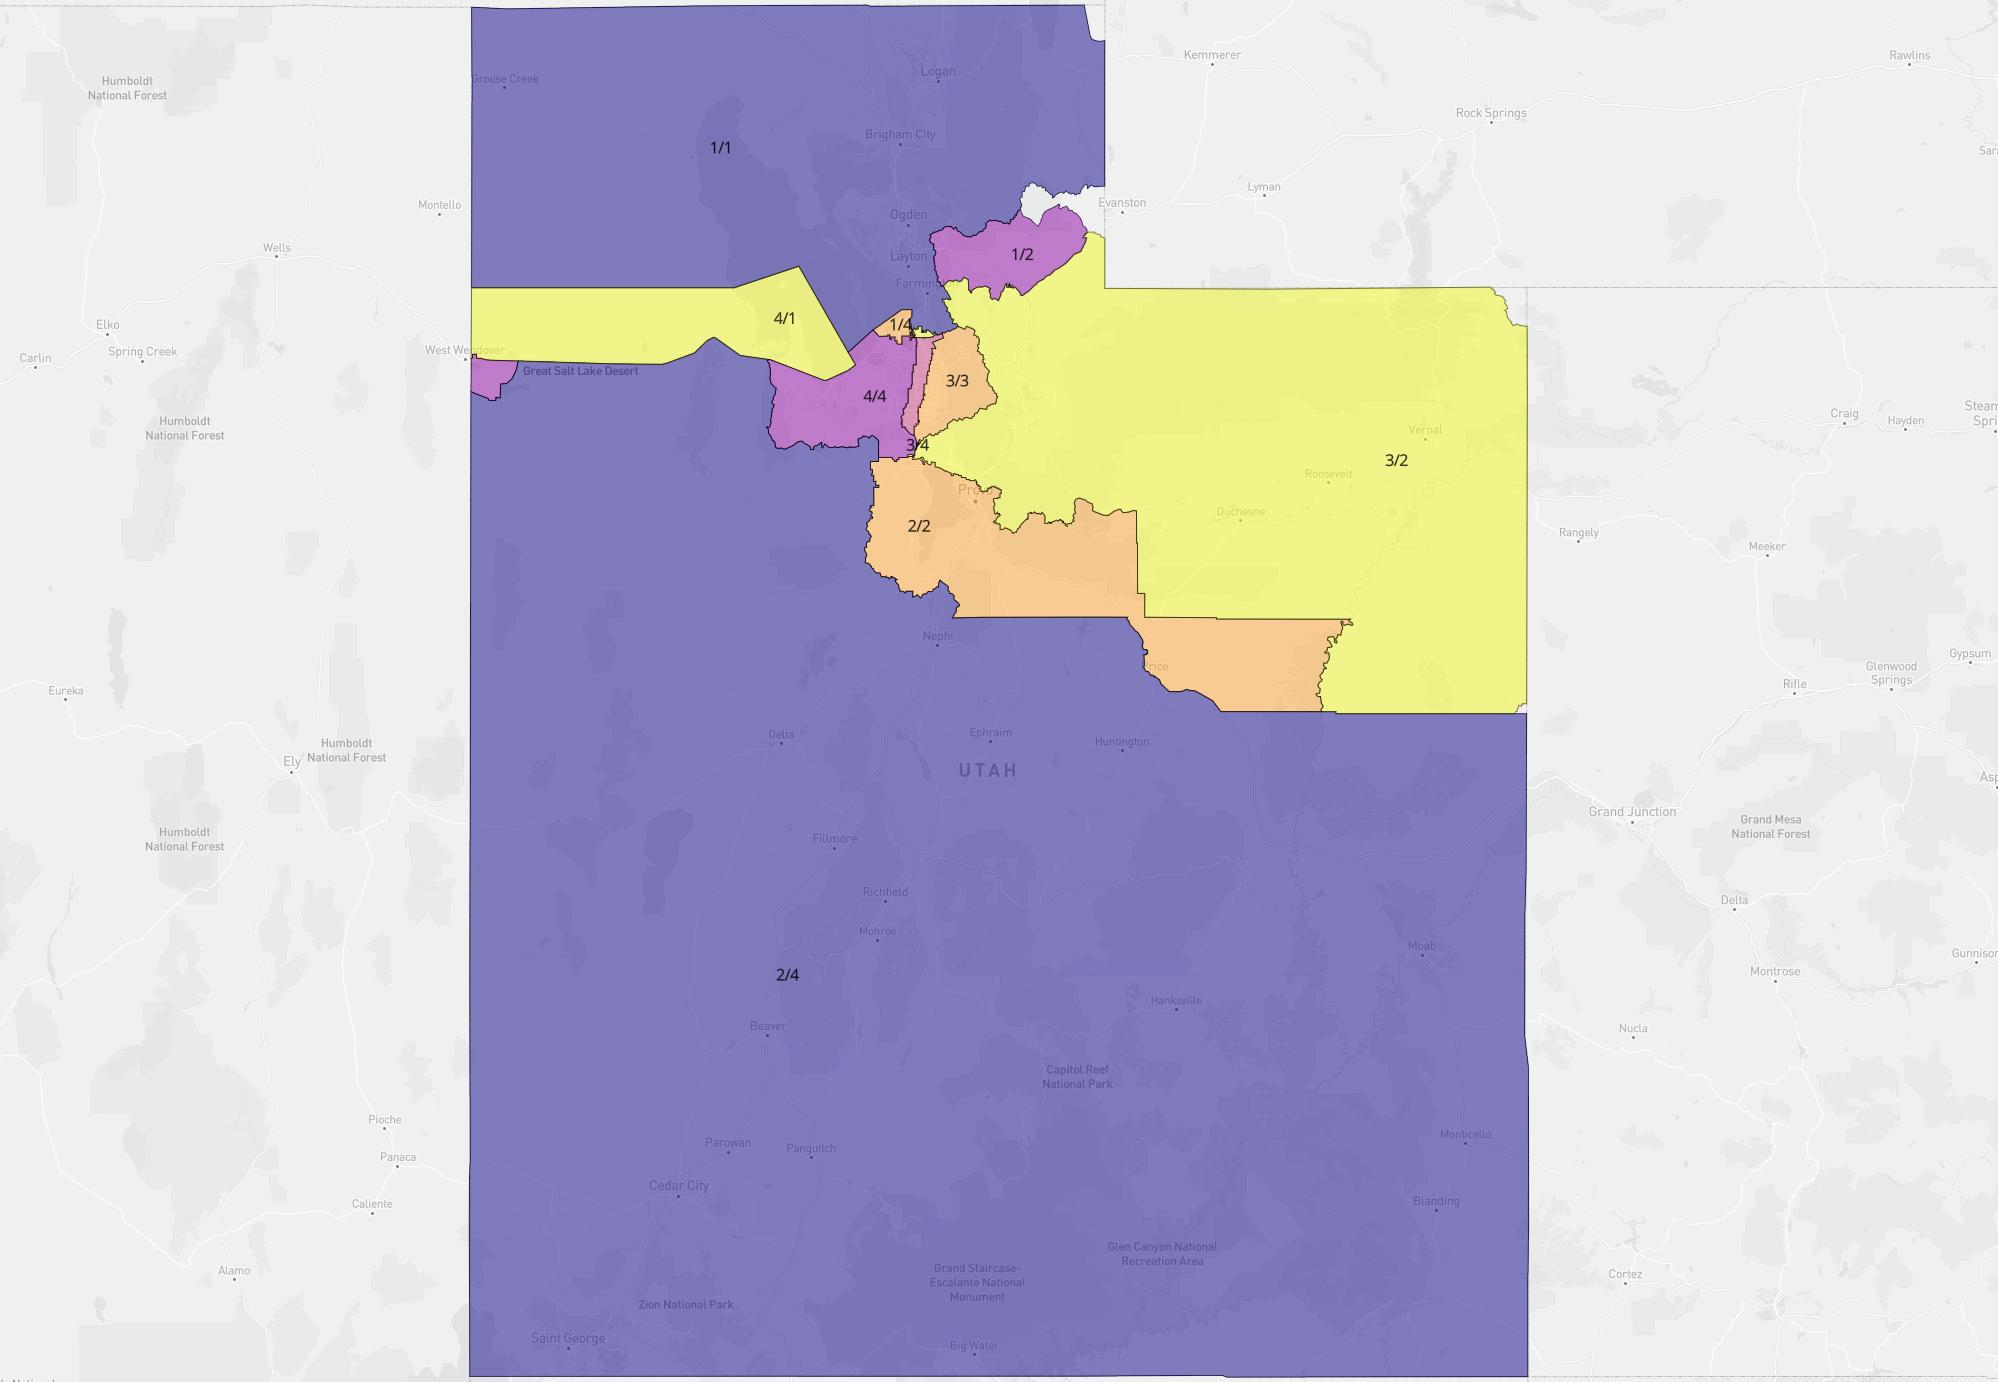 Humboldt
National Forest
Grouse Creek
Logan
Kemmerer
Rawlins
Rock Springs
Brigham City
1/1
Montello
Ogden
Evanston
Lyman
Wells
Layton
1/2
Farmington
Elko
4/1
1/4
Carlin
Spring Creek
West Wendover
Great Salt Lake Desert
3/3
4/4
Humboldt
National Forest
Craig
Hayden
Steam
Spri
Vernal
3/4
3/2
Roosevelt
Provo
Duchesne
2/2
Rangely
Meeker
Nephi
Price
Gypsum
Glenwood
Springs
Rifle
Eureka
Delta
Ephraim
Huntington
Humboldt
National Forest
Ely
UTAH
Asp
Grand Junction
Grand Mesa
National Forest
Humboldt
National Forest
Fillmore
Richfield
Delta
Monroe
Moab
Gunnison
2/4
Montrose
Hanksville
Beaver
Nucla
Capitol Reef
National Park
Pioche
Parowan
Panguitch
Monticello
Panaca
Cedar City
Caliente
Blanding
Glen Canyon National
Recreation Area
Alamo
Grand Staircase-
Escalante National
Monument
Cortez
Zion National Park
Saint George
Big Water